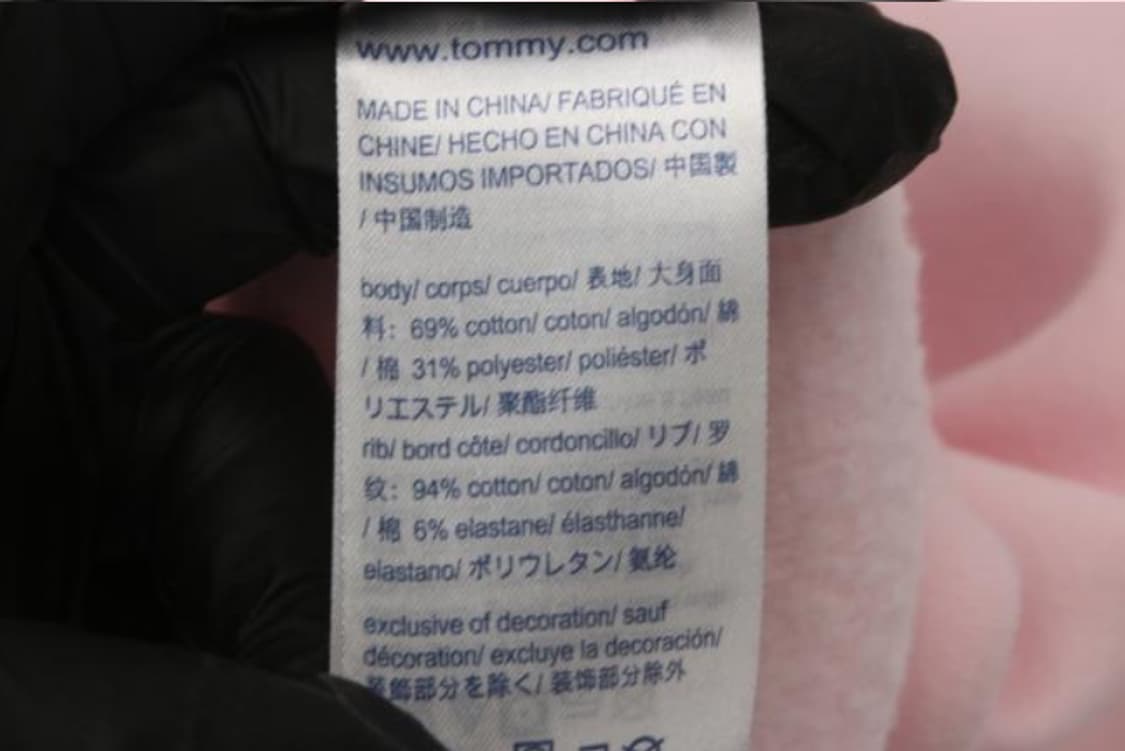 www.tommy.com
MADE IN CHINA/ FABRIQUÉ EN
CHINE/ HECHO EN CHINA CON
INSUMOS IMPORTADOS/ 中国製
/ 中国制造
body/ corps/ cuerpo/ 表地/ 大身面
料: 69% cotton/ coton/ algodón/ 綿
/ 棉 31% polyester/ poliéster/ ポ
リエステル/ 聚酯纤维
rib/ bord côte/ cordoncillo/ リブ/ 罗
纹: 94% cotton/ coton/ algodón/ 綿
/ 棉 6% elastane/ élasthanne/
elastano/ ポリウレタン/ 氨纶
exclusive of decoration/ sauf
décoration/ excluye la decoración/
装飾部分を除く/ 装饰部分除外